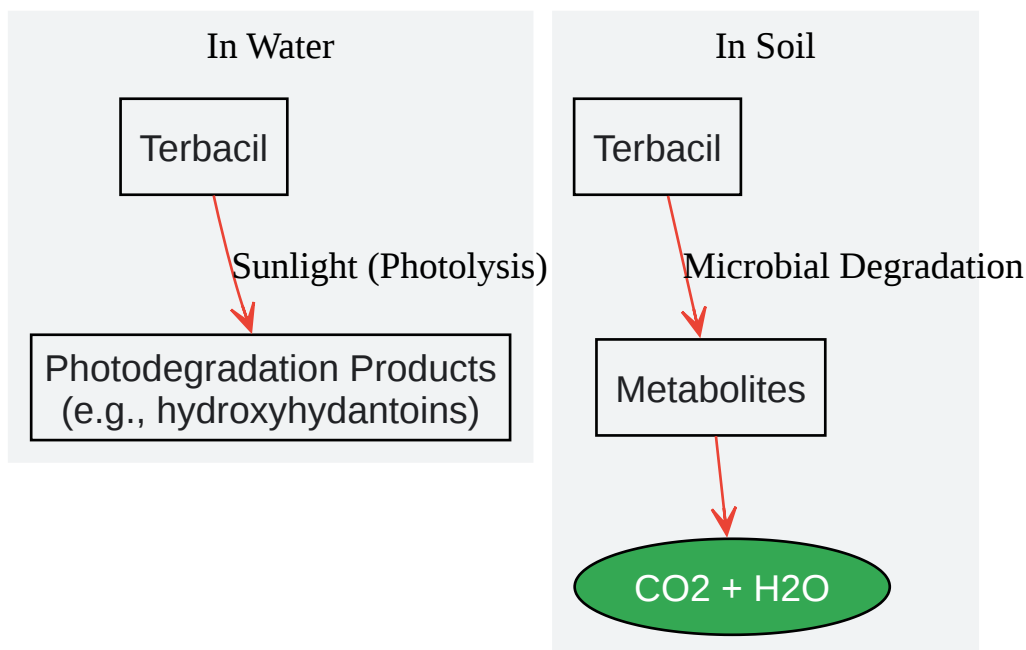 In Water
Terbacil
Sunlight (Photolysis)
Photodegradation Products
(e.g., hydroxyhydantoins)
In Soil
Terbacil
Microbial Degradation
Metabolites
CO2 + H2O